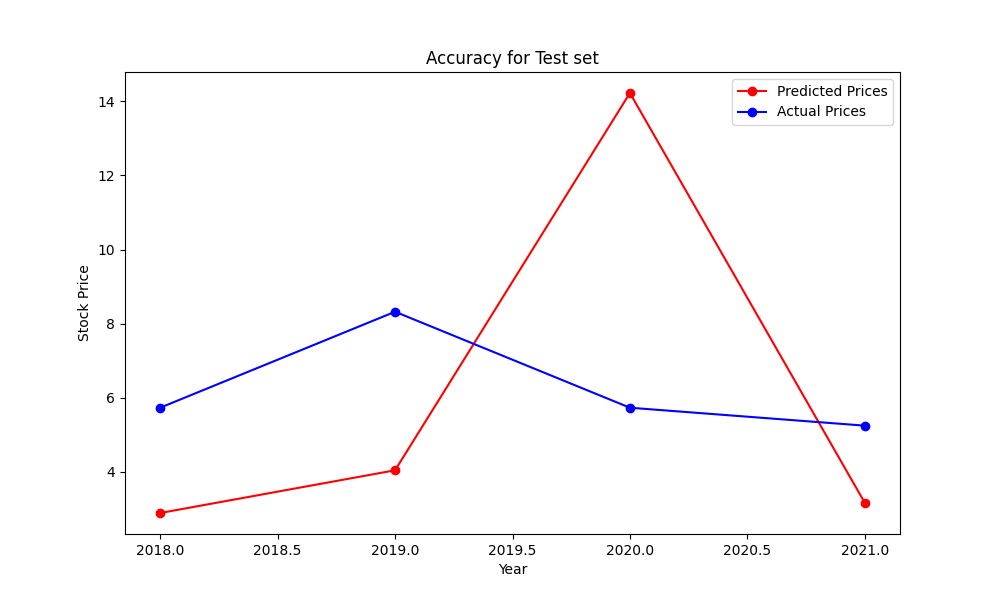 Accuracy for Test set
Predicted Prices
Actual Prices
14
12
10
8
6
4
Stock Price
2018.0 2018.5 2019.0 2019.5 2020.0 2020.5 2021.0
Year